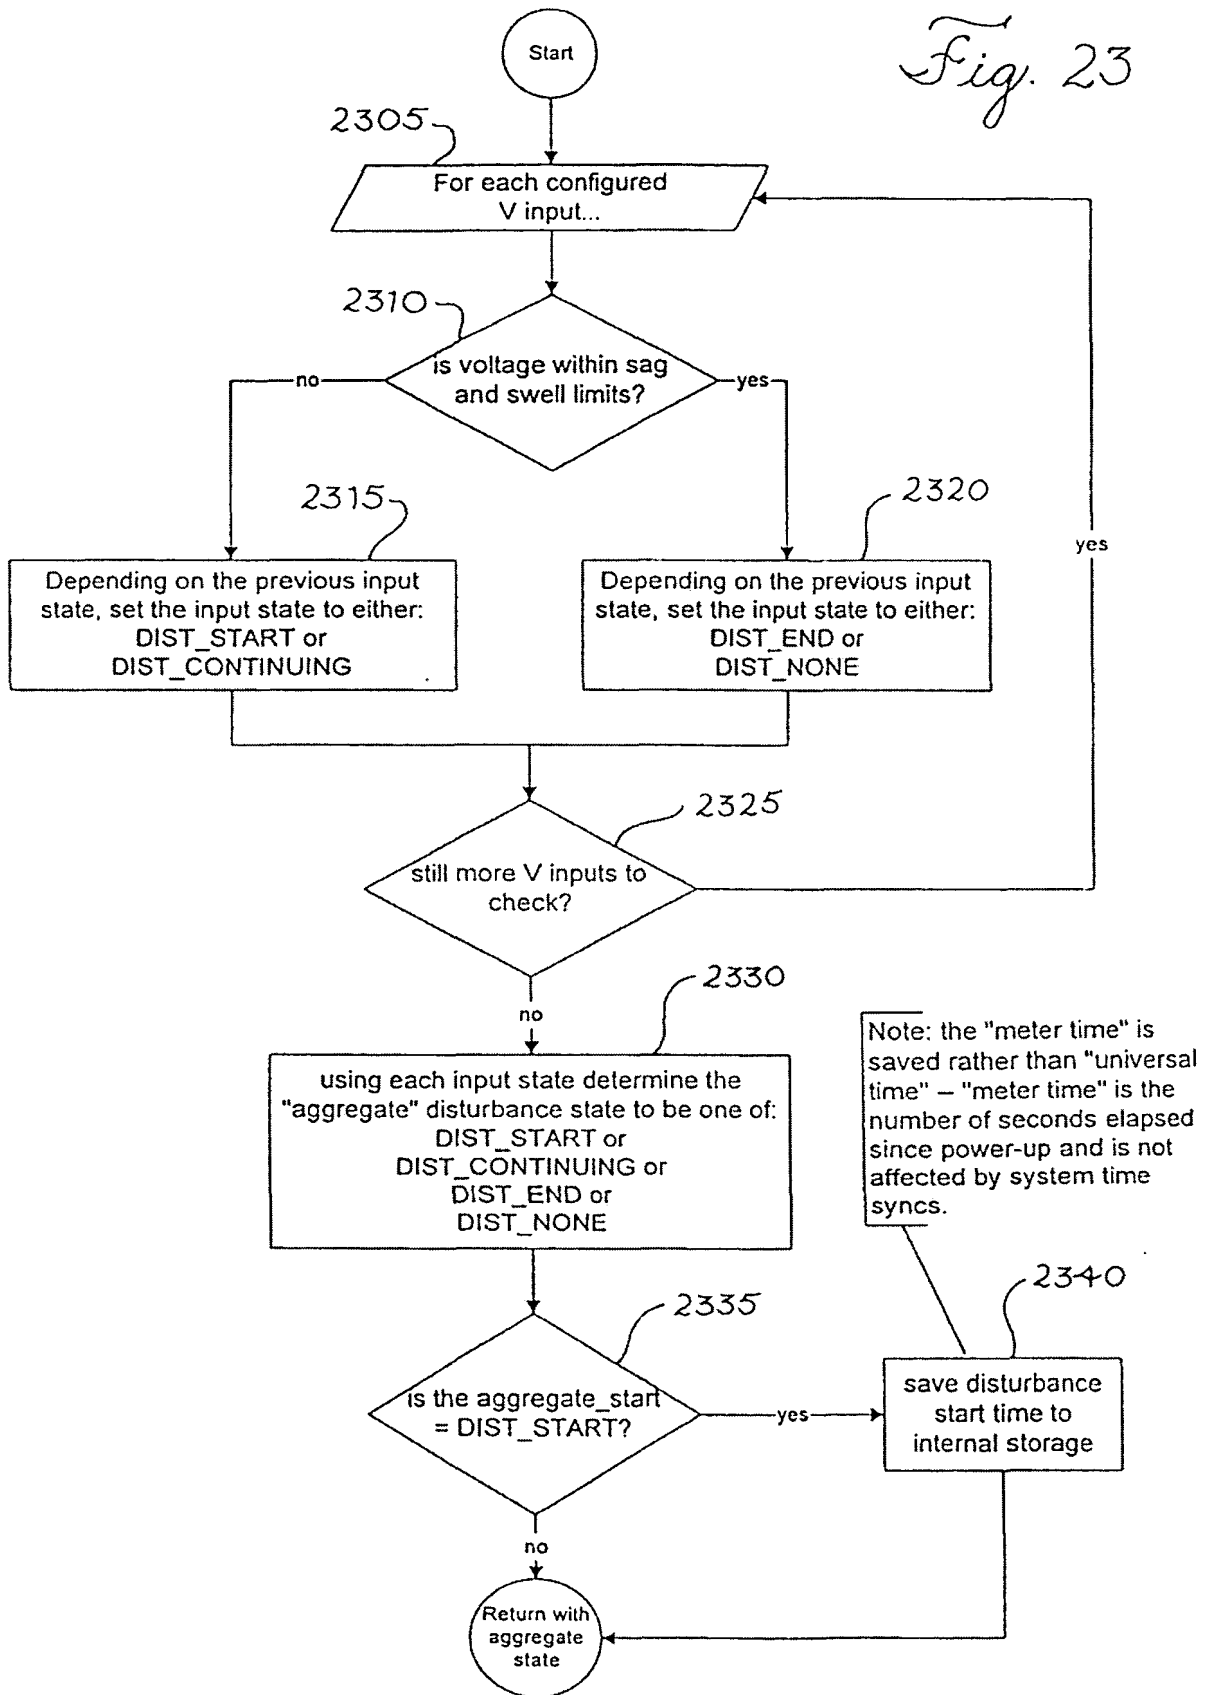 Fig. 23
Start
2305
For each configured
V input...
2310
is voltage within sag
and swell limits?
no
yes
2315
2320
Depending on the previous input
state, set the input state to either:
DIST_START or
DIST_CONTINUING
Depending on the previous input
state, set the input state to either:
DIST_END or
DIST_NONE
yes
2325
still more V inputs to
check?
no
2330
using each input state determine the
"aggregate" disturbance state to be one of:
DIST_START or
DIST_CONTINUING or
DIST_END or
DIST_NONE
Note: the "meter time" is
saved rather than "universal
time" – "meter time" is the
number of seconds elapsed
since power-up and is not
affected by system time
syncs.
2335
is the aggregate_start
= DIST_START?
yes
2340
save disturbance
start time to
internal storage
no
Return with
aggregate
state